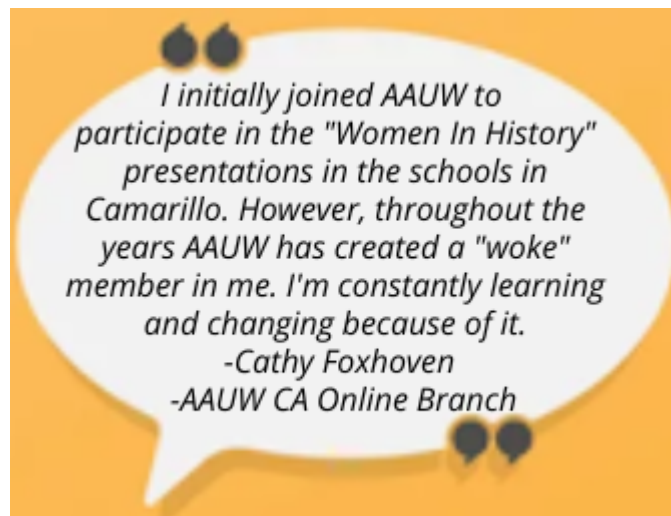 I initially joined AAUW to
participate in the "Women In History"
presentations in the schools in
Camarillo. However, throughout the
years AAUW has created a "woke"
member in me. I'm constantly learning
and changing because of it.
-Cathy Foxhoven
-AAUW CA Online Branch